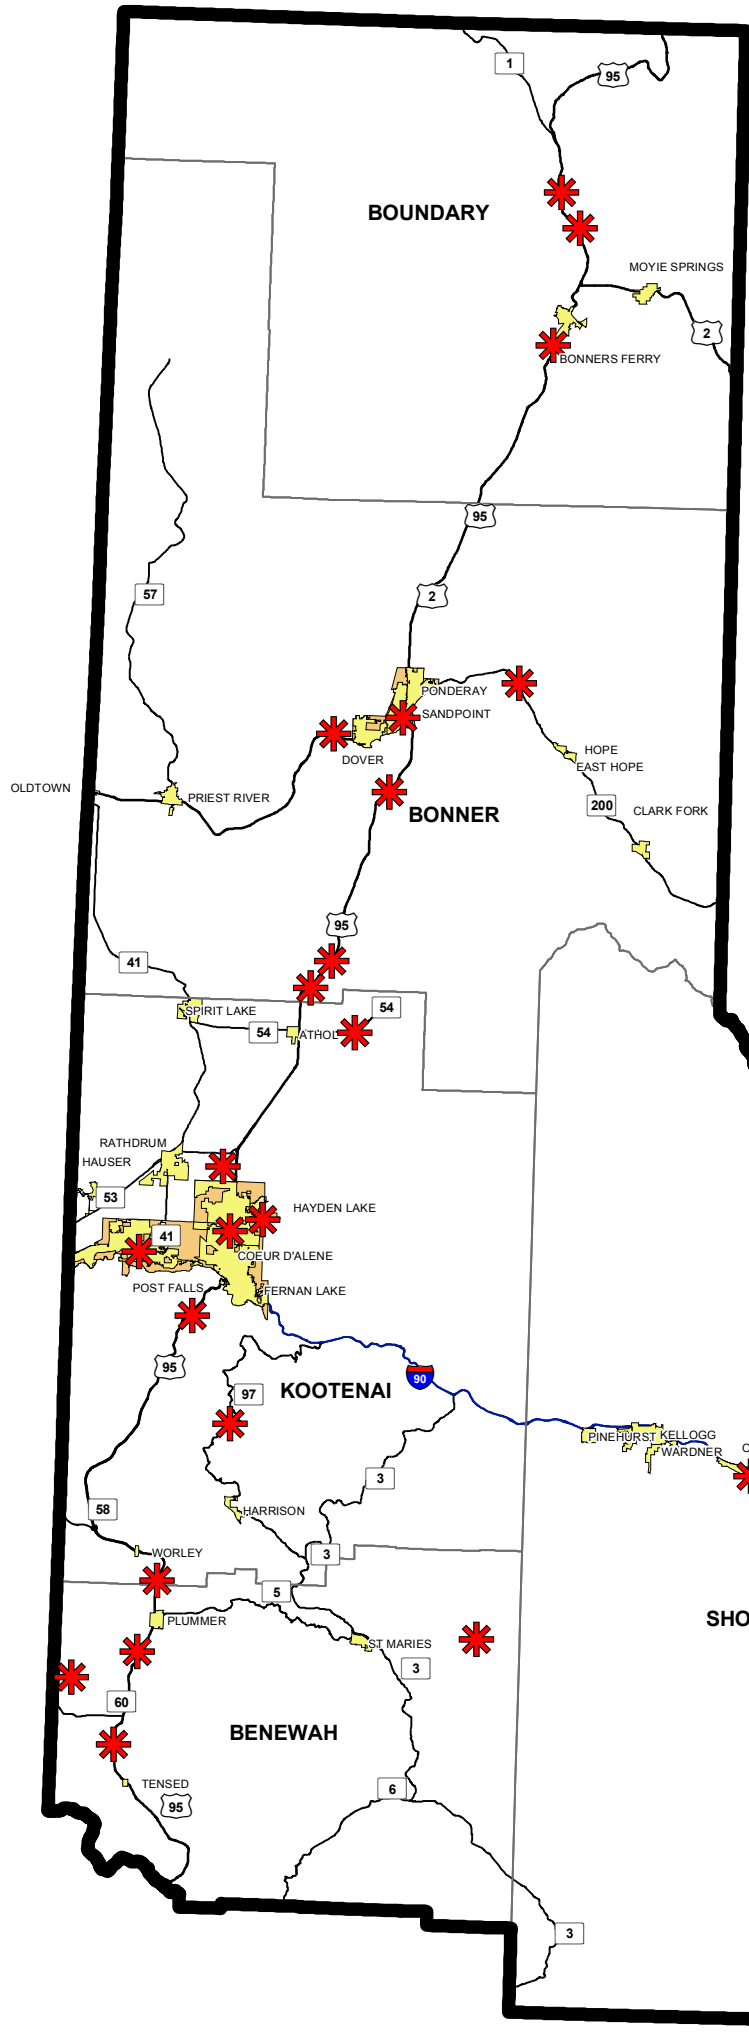 1
95
BOUNDARY
MOYIE SPRINGS
2
BONNERS FERRY
95
57
2
PONDERAY
SANDPOINT
DOVER
HOPE
EAST HOPE
OLDTOWN
PRIEST RIVER
200
BONNER
CLARK FORK
95
41
54
SPIRIT LAKE
54
ATHOL
RATHDRUM
HAUSER
53
HAYDEN LAKE
41
COEUR D'ALENE
POST FALLS
FERNAN LAKE
95
90
97
KOOTENAI
PINEHURST
KELLOGG
WARDNER
O
3
58
HARRISON
WORLEY
3
5
PLUMMER
SHO
ST MARIES
3
60
BENEWAH
TENSED
6
95
3